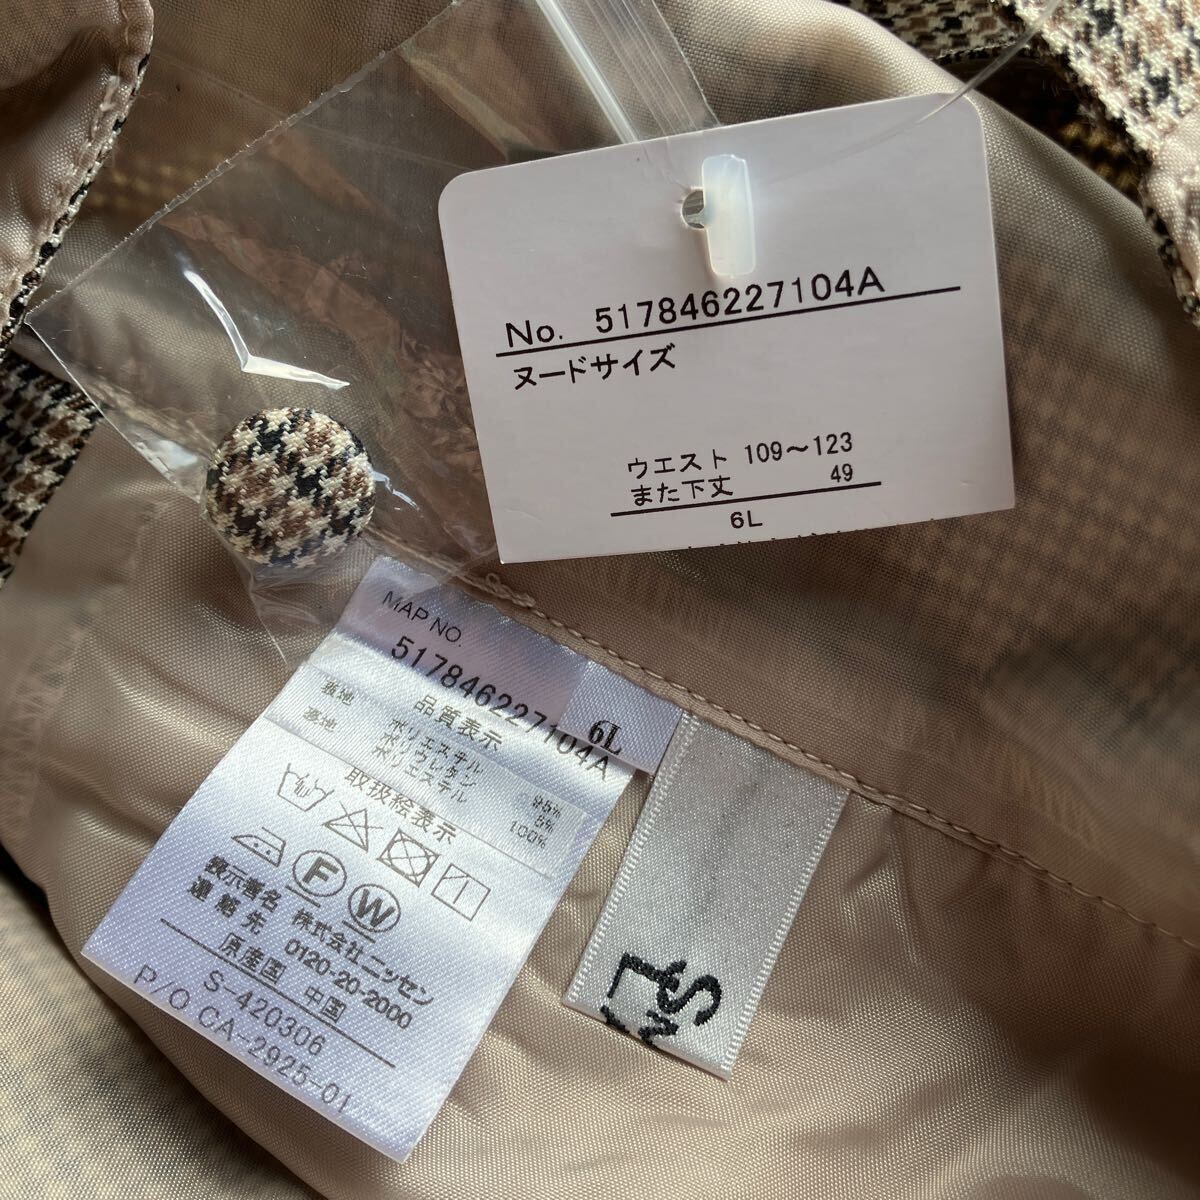 No. 517846227104A
ヌードサイズ
ウエスト 109～123
また下丈 49
6L
MAP NO.
517846227104A
6L
品質表示
表地 ポリエステル 95%
ポリウレタン 5%
裏地 ポリエステル 100%
取扱絵表示
F W
表示者名 株式会社ニッセン
連絡先 0120-20-2000
原産国 中国
S-420306
P/O CA-2925-01